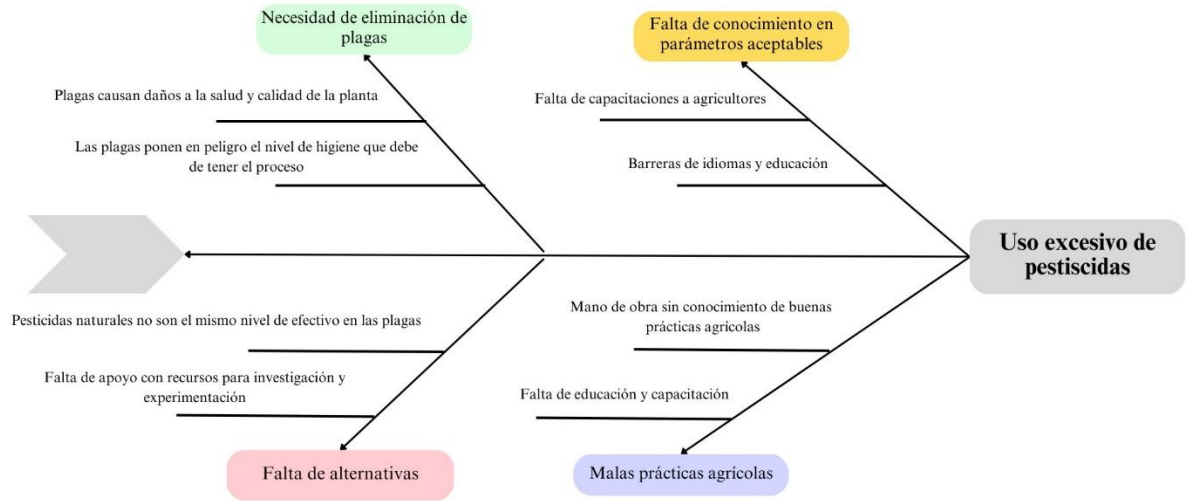 Necesidad de eliminación de
plagas
Falta de conocimiento en
parámetros aceptables
Plagas causan daños a la salud y calidad de la planta
Falta de capacitaciones a agricultores
Las plagas ponen en peligro el nivel de higiene que debe
de tener el proceso
Barreras de idiomas y educación
Uso excesivo de
pestiscidas
Pesticidas naturales no son el mismo nivel de efectivo en las plagas
Mano de obra sin conocimiento de buenas
prácticas agrícolas
Falta de apoyo con recursos para investigación y
experimentación
Falta de educación y capacitación
Falta de alternativas
Malas prácticas agrícolas